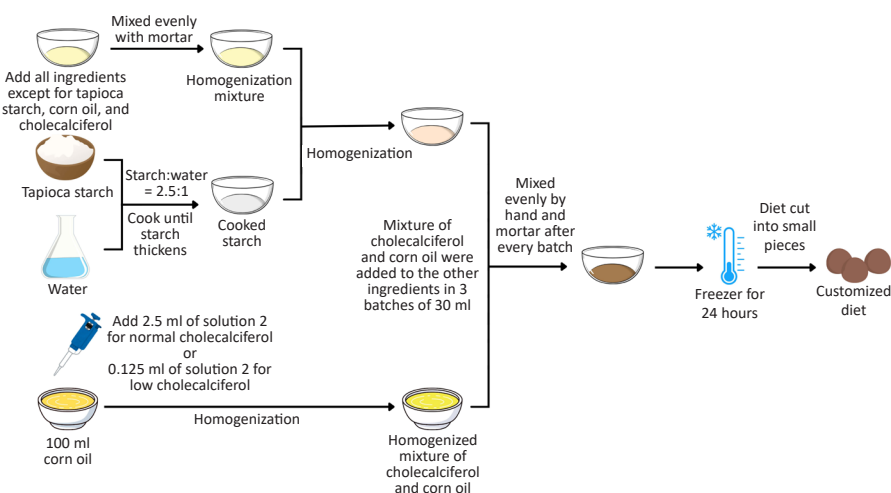 Mixed evenly
with mortar
Add all ingredients
except for tapioca
starch, corn oil, and
cholecalciferol
Homogenization
mixture
Homogenization
Tapioca starch
Starch:water
= 2.5:1
Cook until
starch
thickens
Cooked
starch
Water
Mixture of
cholecalciferol
and corn oil were
added to the other
ingredients in 3
batches of 30 ml
Mixed
evenly by
hand and
mortar after
every batch
Freezer for
24 hours
Diet cut
into small
pieces
Customized
diet
Add 2.5 ml of solution 2
for normal cholecalciferol
or
0.125 ml of solution 2 for
low cholecalciferol
100 ml
corn oil
Homogenization
Homogenized
mixture of
cholecalciferol
and corn oil